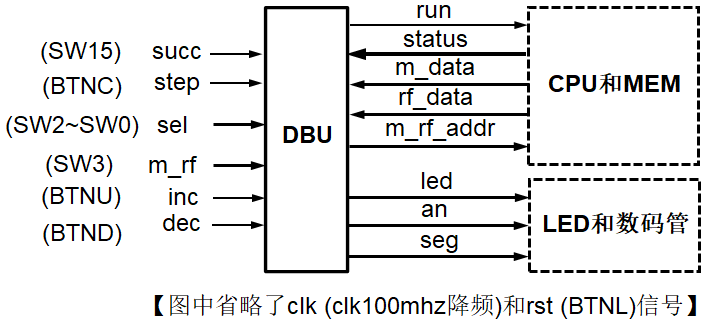 run
(SW15) succ
status
(BTNC) step
m_data
CPU和MEM
rf_data
(SW2~SW0) sel
DBU
m_rf_addr
(SW3) m_rf
(BTNU) inc
led
(BTND) dec
an
LED和数码管
seg
【图中省略了clk (clk100mhz降频)和rst (BTNL)信号】